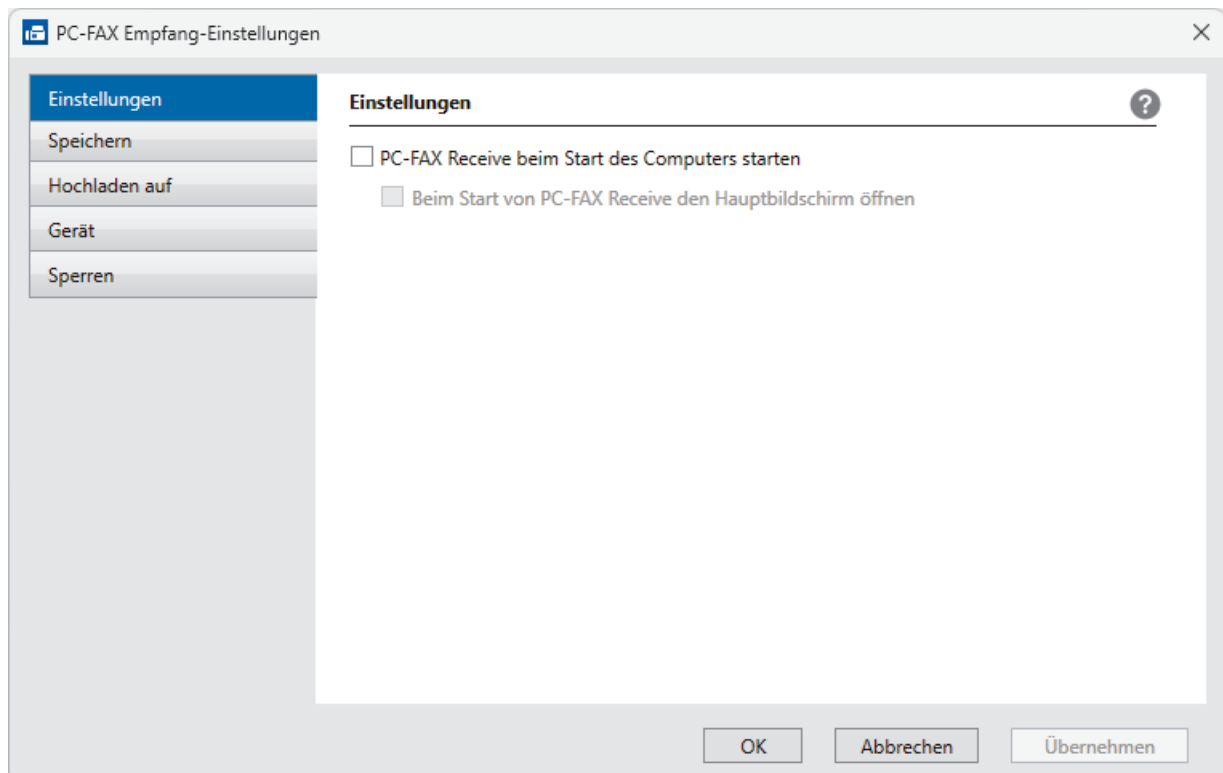 PC-FAX Empfang-Einstellungen
Einstellungen
Speichern
Hochladen auf
Gerät
Sperren
Einstellungen
?
PC-FAX Receive beim Start des Computers starten
Beim Start von PC-FAX Receive den Hauptbildschirm öffnen
OK
Abbrechen
Übernehmen